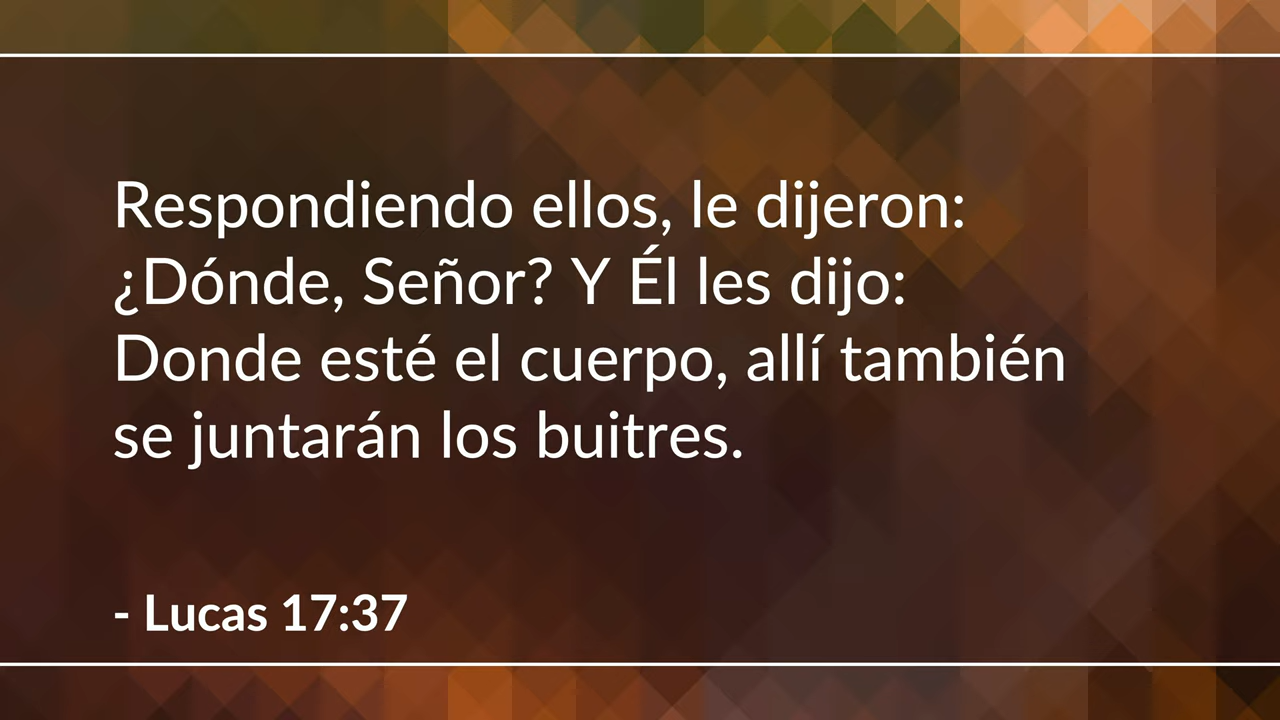 Respondiendo ellos, le dijeron:
¿Dónde, Señor? Y Él les dijo:
Donde esté el cuerpo, allí también
se juntarán los buitres.
- Lucas 17:37